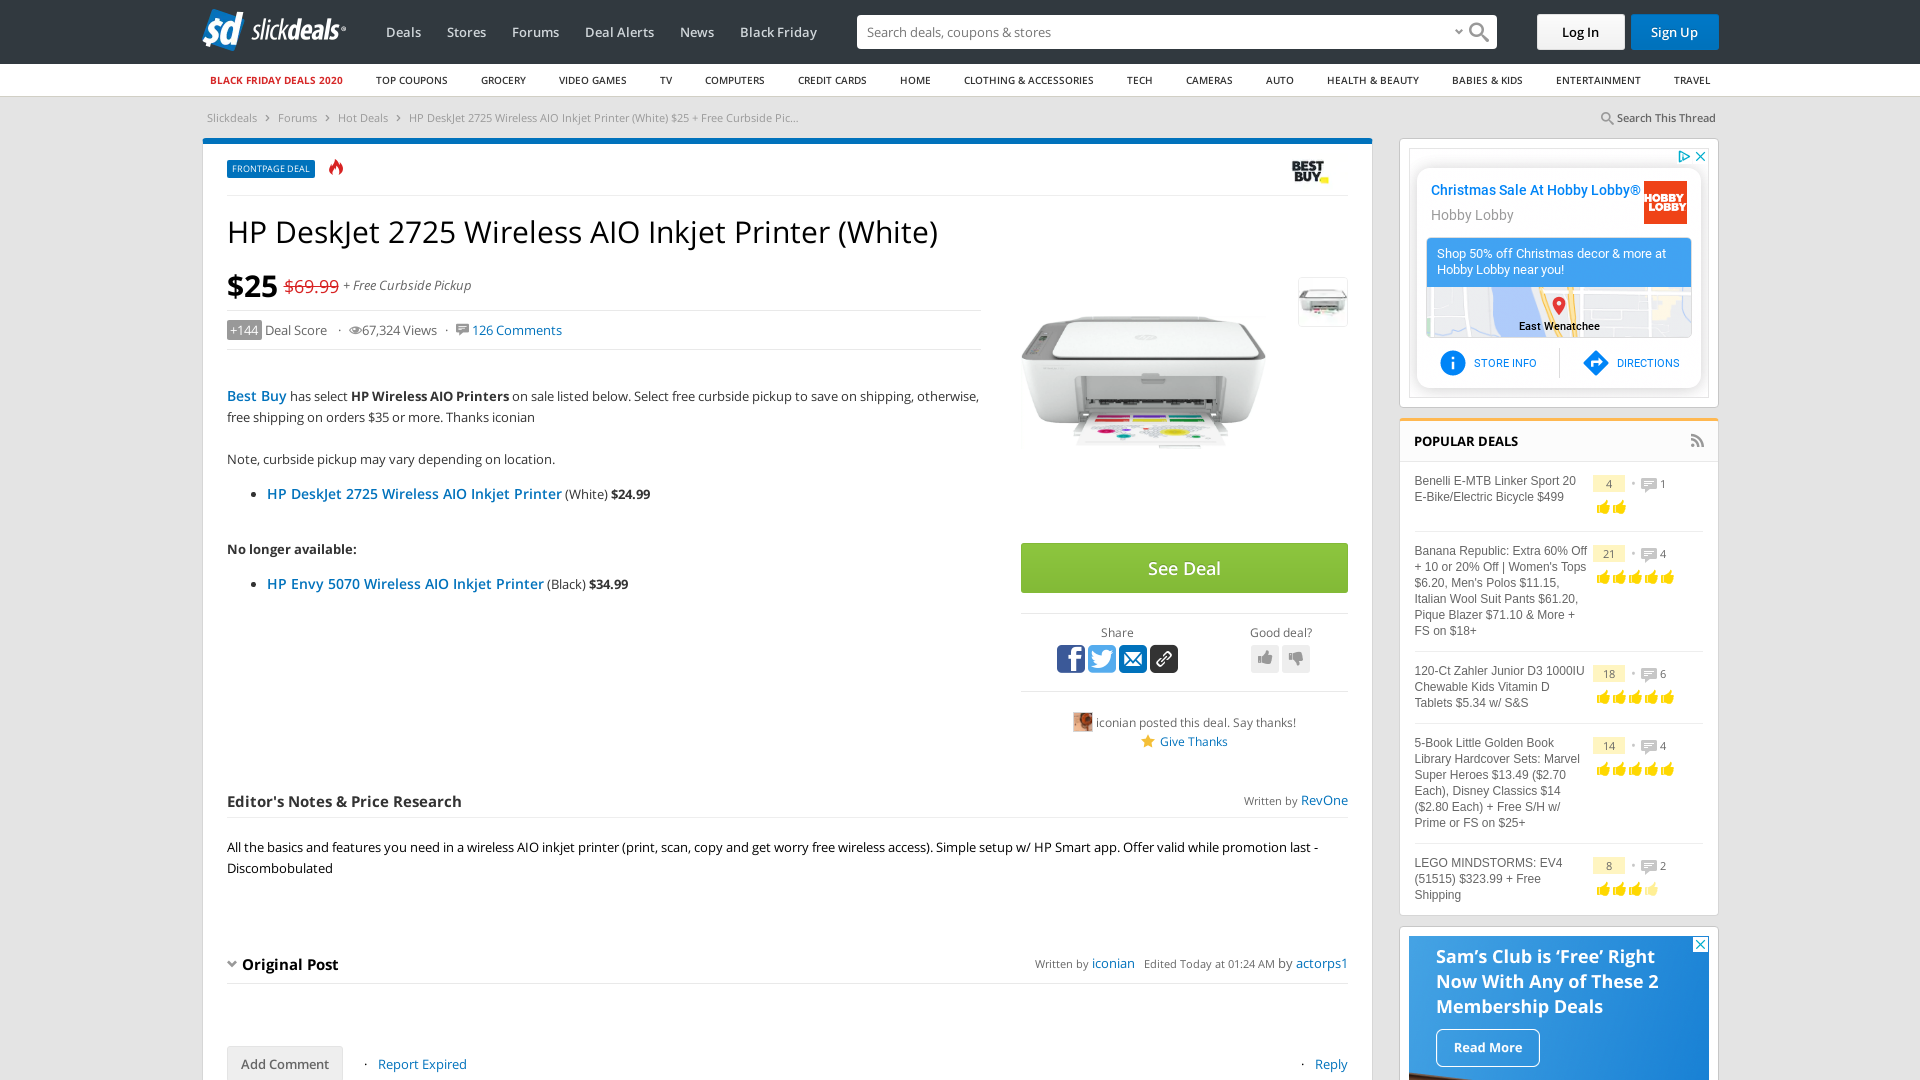 sd slickdeals
Deals
Stores
Forums
Deal Alerts
News
Black Friday
Search deals, coupons & stores
Log In
Sign Up
BLACK FRIDAY DEALS 2020
TOP COUPONS
GROCERY
VIDEO GAMES
TV
COMPUTERS
CREDIT CARDS
HOME
CLOTHING & ACCESSORIES
TECH
CAMERAS
AUTO
HEALTH & BEAUTY
BABIES & KIDS
ENTERTAINMENT
TRAVEL
Slickdeals › Forums › Hot Deals › HP DeskJet 2725 Wireless AIO Inkjet Printer (White) $25 + Free Curbside Pic...
Search This Thread
FRONTPAGE DEAL
BEST BUY
HP DeskJet 2725 Wireless AIO Inkjet Printer (White)
$25 $69.99 + Free Curbside Pickup
+144 Deal Score · 67,324 Views · 126 Comments
Best Buy has select HP Wireless AIO Printers on sale listed below. Select free curbside pickup to save on shipping, otherwise,
free shipping on orders $35 or more. Thanks iconian
Note, curbside pickup may vary depending on location.
HP DeskJet 2725 Wireless AIO Inkjet Printer (White) $24.99
No longer available:
HP Envy 5070 Wireless AIO Inkjet Printer (Black) $34.99
See Deal
Share
Good deal?
iconian posted this deal. Say thanks!
Give Thanks
Editor's Notes & Price Research
Written by RevOne
All the basics and features you need in a wireless AIO inkjet printer (print, scan, copy and get worry free wireless access). Simple setup w/ HP Smart app. Offer valid while promotion last -
Discombobulated
Original Post
Written by iconian Edited Today at 01:24 AM by actorps1
Add Comment
· Report Expired
· Reply
Christmas Sale At Hobby Lobby®
Hobby Lobby
HOBBY LOBBY
Shop 50% off Christmas decor & more at
Hobby Lobby near you!
East Wenatchee
STORE INFO
DIRECTIONS
POPULAR DEALS
Benelli E-MTB Linker Sport 20
E-Bike/Electric Bicycle $499
4 • 1
Banana Republic: Extra 60% Off
+ 10 or 20% Off | Women's Tops
$6.20, Men's Polos $11.15,
Italian Wool Suit Pants $61.20,
Pique Blazer $71.10 & More +
FS on $18+
21 • 4
120-Ct Zahler Junior D3 1000IU
Chewable Kids Vitamin D
Tablets $5.34 w/ S&S
18 • 6
5-Book Little Golden Book
Library Hardcover Sets: Marvel
Super Heroes $13.49 ($2.70
Each), Disney Classics $14
($2.80 Each) + Free S/H w/
Prime or FS on $25+
14 • 4
LEGO MINDSTORMS: EV4
(51515) $323.99 + Free
Shipping
8 • 2
Sam's Club is 'Free' Right
Now With Any of These 2
Membership Deals
Read More